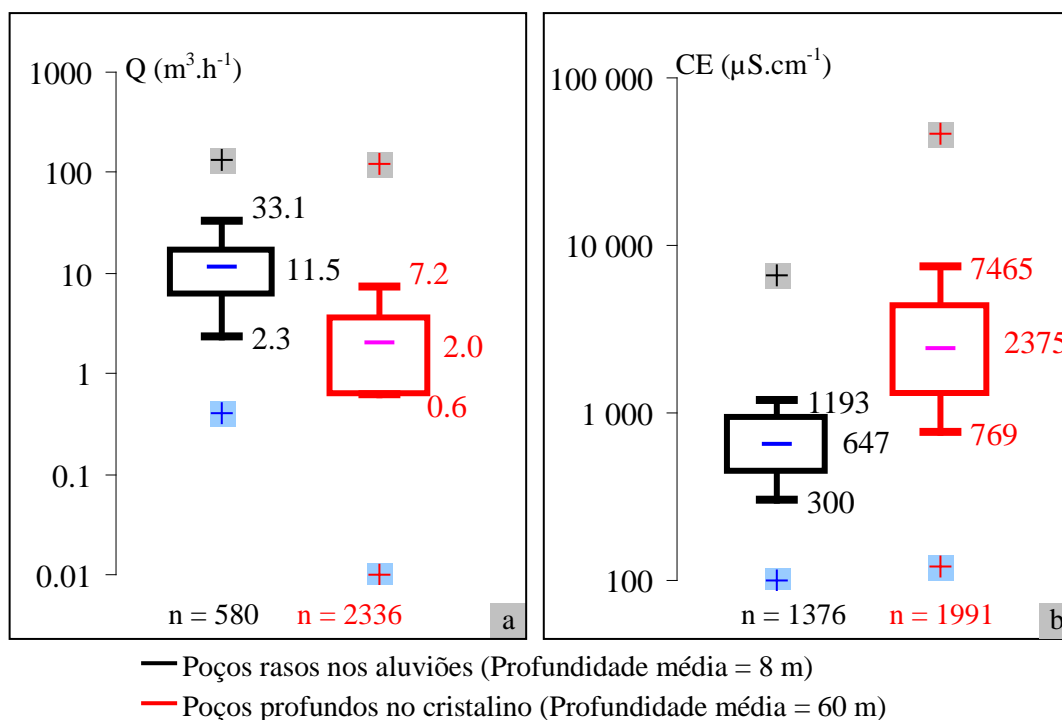 Q (m³.h⁻¹)
1000
100
10
1
0.1
0.01
33.1
11.5
2.3
7.2
2.0
0.6
n = 580
n = 2336
a
CE (µS.cm⁻¹)
100 000
10 000
1 000
100
1193
647
300
7465
2375
769
n = 1376
n = 1991
b
Poços rasos nos aluviões (Profundidade média = 8 m)
Poços profundos no cristalino (Profundidade média = 60 m)